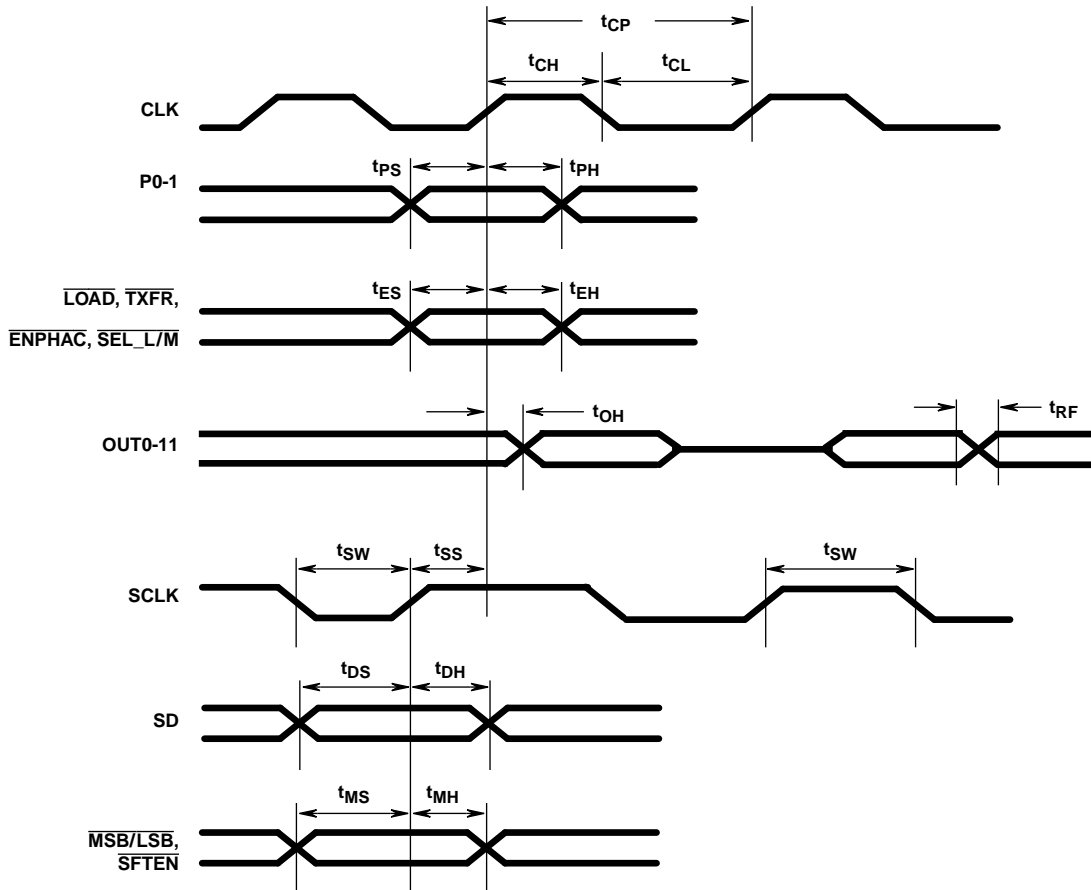 tCP
tCH
tCL
CLK
tPS
tPH
P0-1
tES
tEH
LOAD, TXFR,
ENPHAC, SEL_L/M
tOH
tRF
OUT0-11
tSW
tSS
tSW
SCLK
tDS
tDH
SD
tMS
tMH
MSB/LSB,
SFTEN